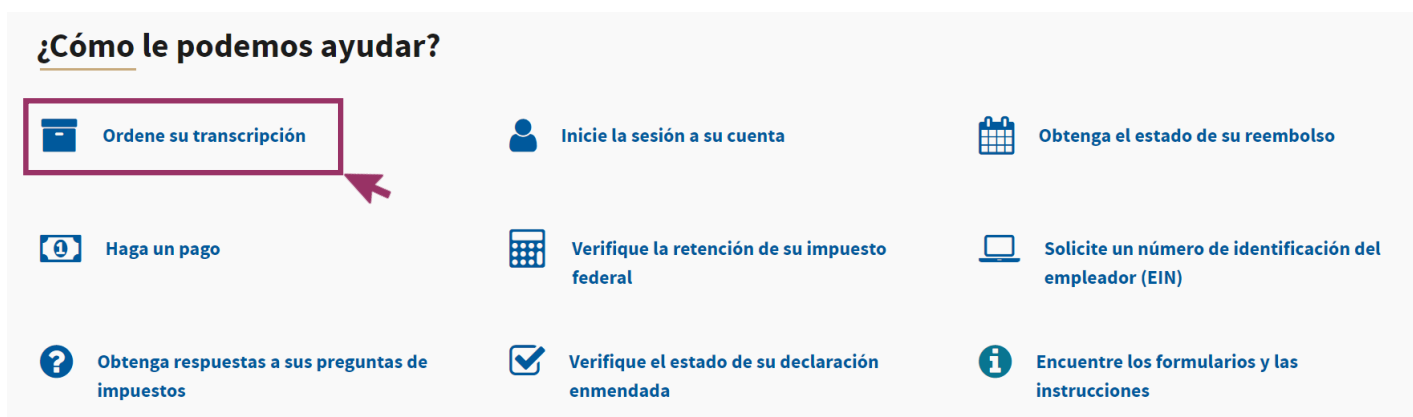 ¿Cómo le podemos ayudar?
Ordene su transcripción
Inicie la sesión a su cuenta
Obtenga el estado de su reembolso
Haga un pago
Verifique la retención de su impuesto
federal
Solicite un número de identificación del
empleador (EIN)
Obtenga respuestas a sus preguntas de
impuestos
Verifique el estado de su declaración
enmendada
Encuentre los formularios y las
instrucciones